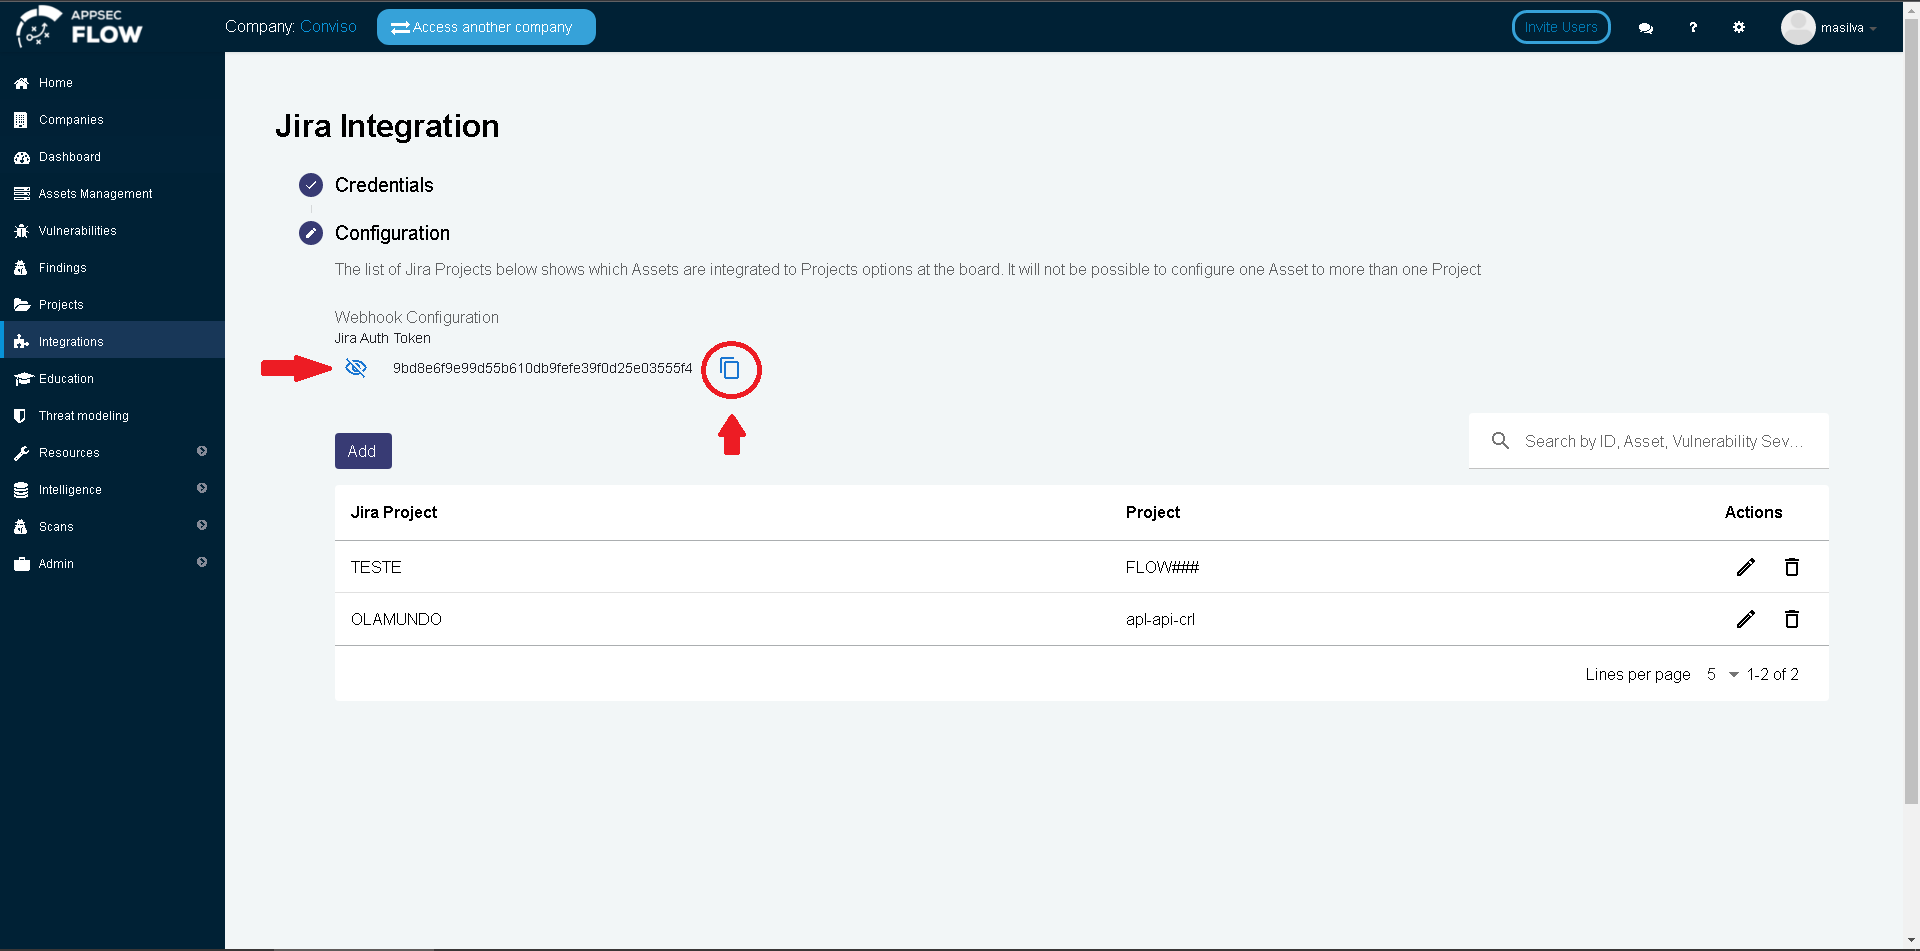 APPSEC
FLOW
Company: Conviso
Access another company
Invite Users
?
masilva
Home
Companies
Dashboard
Assets Management
Vulnerabilities
Findings
Projects
Integrations
Education
Threat modeling
Resources
Intelligence
Scans
Admin
Jira Integration
Credentials
Configuration
The list of Jira Projects below shows which Assets are integrated to Projects options at the board. It will not be possible to configure one Asset to more than one Project
Webhook Configuration
Jira Auth Token
9bd8e6f9e99d55b610db9fefe39f0d25e03555f4
Add
Search by ID, Asset, Vulnerability Sev...
Jira Project Project Actions
TESTE FLOW###
OLAMUNDO apl-api-crl
Lines per page 5 1-2 of 2